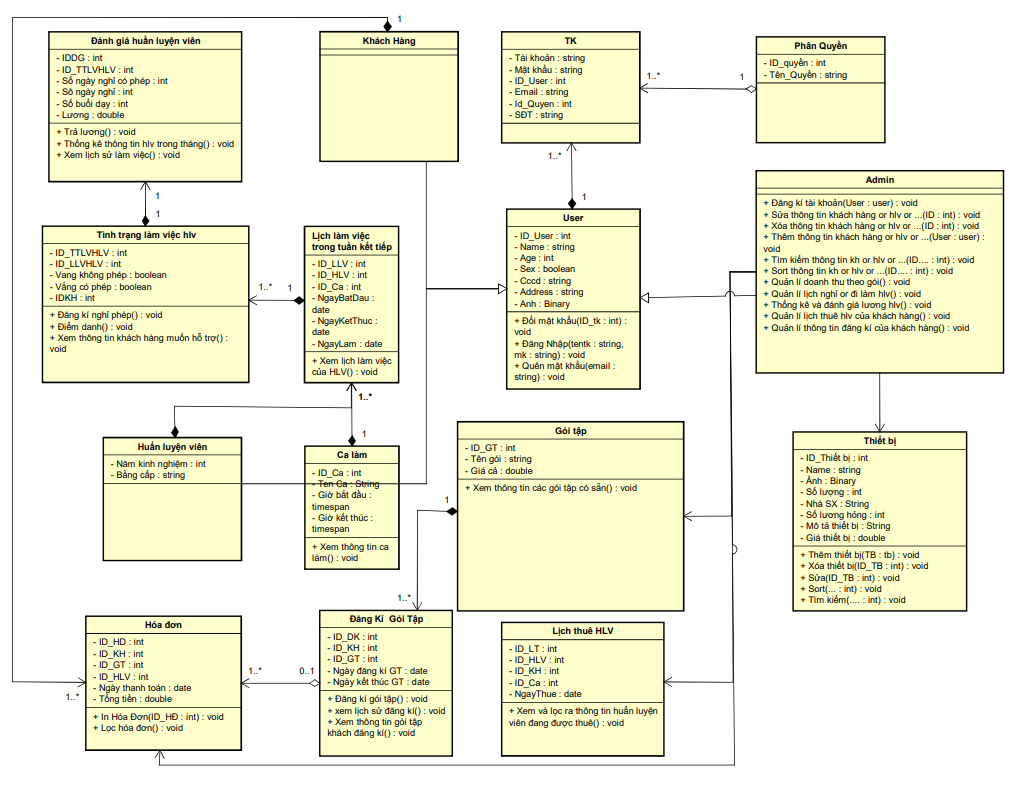 1
Đánh giá huấn luyện viên
- IDDG : int
- ID_TTLVHLV : int
- Số ngày nghỉ có phép : int
- Sô ngày nghỉ : int
- Số buổi dạy : int
- Lương : double
+ Trả lương() : void
+ Thống kê thông tin hlv trong tháng() : void
+ Xem lịch sử làm việc() : void
Khách Hàng
TK
- Tài khoản : string
- Mật khẩu : string
- ID_User : int
- Email : string
- Id_Quyen : int
- SĐT : string
1..*
1
Phân Quyền
- ID_quyền : int
- Tên_Quyền : string
1..*
1
1
1
Admin
+ Đăng kí tài khoản(User : user) : void
+ Sửa thông tin khách hàng or hlv or ...(ID : int) : void
+ Xóa thông tin khách hàng or hlv or ...(ID : int) : void
+ Thêm thông tin khách hàng or hlv or ...(User : user) :
void
+ Tìm kiếm thông tin kh or hlv or ...(ID.... : int) : void
+ Sort thông tin kh or hlv or ...(ID.... : int) : void
+ Quản lí doanh thu theo gói() : void
+ Quản lí lịch nghỉ or đi làm hlv() : void
+ Thống kê và đánh giá lương hlv() : void
+ Quản lí lịch thuê hlv của khách hàng() : void
+ Quản lí thông tin đăng kí của khách hàng() : void
Tình trạng làm việc hlv
- ID_TTLVHLV : int
- ID_LLVHLV : int
- Vang không phép : boolean
- Vắng có phép : boolean
- IDKH : int
+ Đăng kí nghỉ phép() : void
+ Điểm danh() : void
+ Xem thông tin khách hàng muốn hỗ trợ() :
void
1..*
1
Lịch làm việc
trong tuần kết tiếp
- ID_LLV : int
- ID_HLV : int
- ID_Ca : int
- NgayBatDau :
date
- NgayKetThuc :
date
- NgayLam : date
+ Xem lịch làm việc
của HLV() : void
User
- ID_User : int
- Name : string
- Age : int
- Sex : boolean
- Cccd : string
- Address : string
- Anh : Binary
+ Đổi mật khẩu(ID_tk : int) :
void
+ Đăng Nhập(tentk : string,
mk : string) : void
+ Quên mật khẩu(email :
string) : void
1..*
1
Huấn luyện viên
- Năm kinh nghiệm : int
- Bằng cấp : string
Ca làm
- ID_Ca : int
- Ten Ca : String
- Giờ bắt đầu :
timespan
- Giờ kết thúc :
timespan
+ Xem thông tin ca
làm() : void
Gói tập
- ID_GT : int
- Tên gói : string
- Giá cả : double
+ Xem thông tin các gói tập có sẵn() : void
1
1..*
Thiết bị
- ID_Thiết bị : int
- Name : string
- Ảnh : Binary
- Số lượng : int
- Nhà SX : String
- Số lương hỏng : int
- Mô tả thiết bị : String
- Giá thiết bị : double
+ Thêm thiết bị(TB : tb) : void
+ Xóa thiết bị(ID_TB : int) : void
+ Sửa(ID_TB : int) : void
+ Sort(... : int) : void
+ Tìm kiếm(.... : int) : void
Hóa đơn
- ID_HD : int
- ID_KH : int
- ID_GT : int
- ID_HLV : int
- Ngày thanh toán : date
- Tổng tiền : double
+ In Hóa Đơn(ID_HĐ : int) : void
+ Lọc hóa đơn() : void
1..*
1..*
0..1
Đăng Kí  Gói Tập
- ID_DK : int
- ID_KH : int
- ID_GT : int
- Ngày đăng kí GT : date
- Ngày kết thúc GT : date
+ Đăng kí gói tập() : void
+ xem lịch sử đăng kí() : void
+ Xem thông tin gói tập
khách đăng kí() : void
Lịch thuê HLV
- ID_LT : int
- ID_HLV : int
- ID_KH : int
- ID_Ca : int
- NgayThue : date
+ Xem và lọc ra thông tin huấn luyện
viên đang được thuê() : void